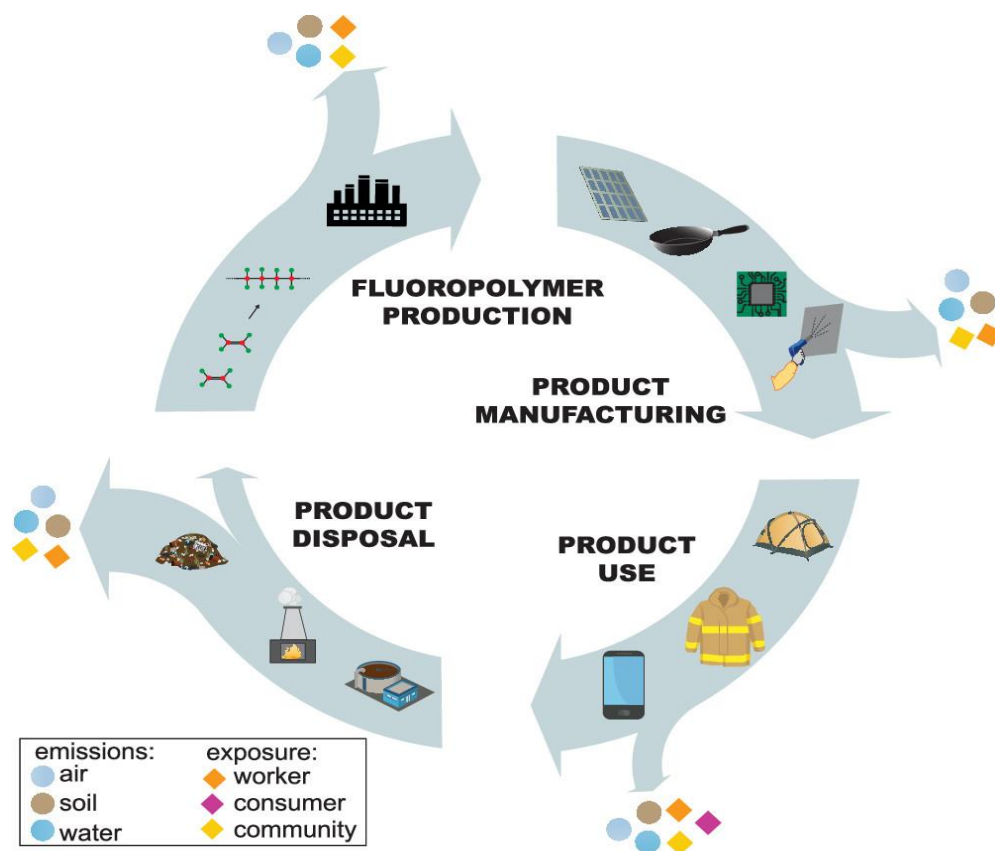 FLUOROPOLYMER
PRODUCTION
PRODUCT
MANUFACTURING
PRODUCT
DISPOSAL
PRODUCT
USE
emissions:
air
soil
water
exposure:
worker
consumer
community